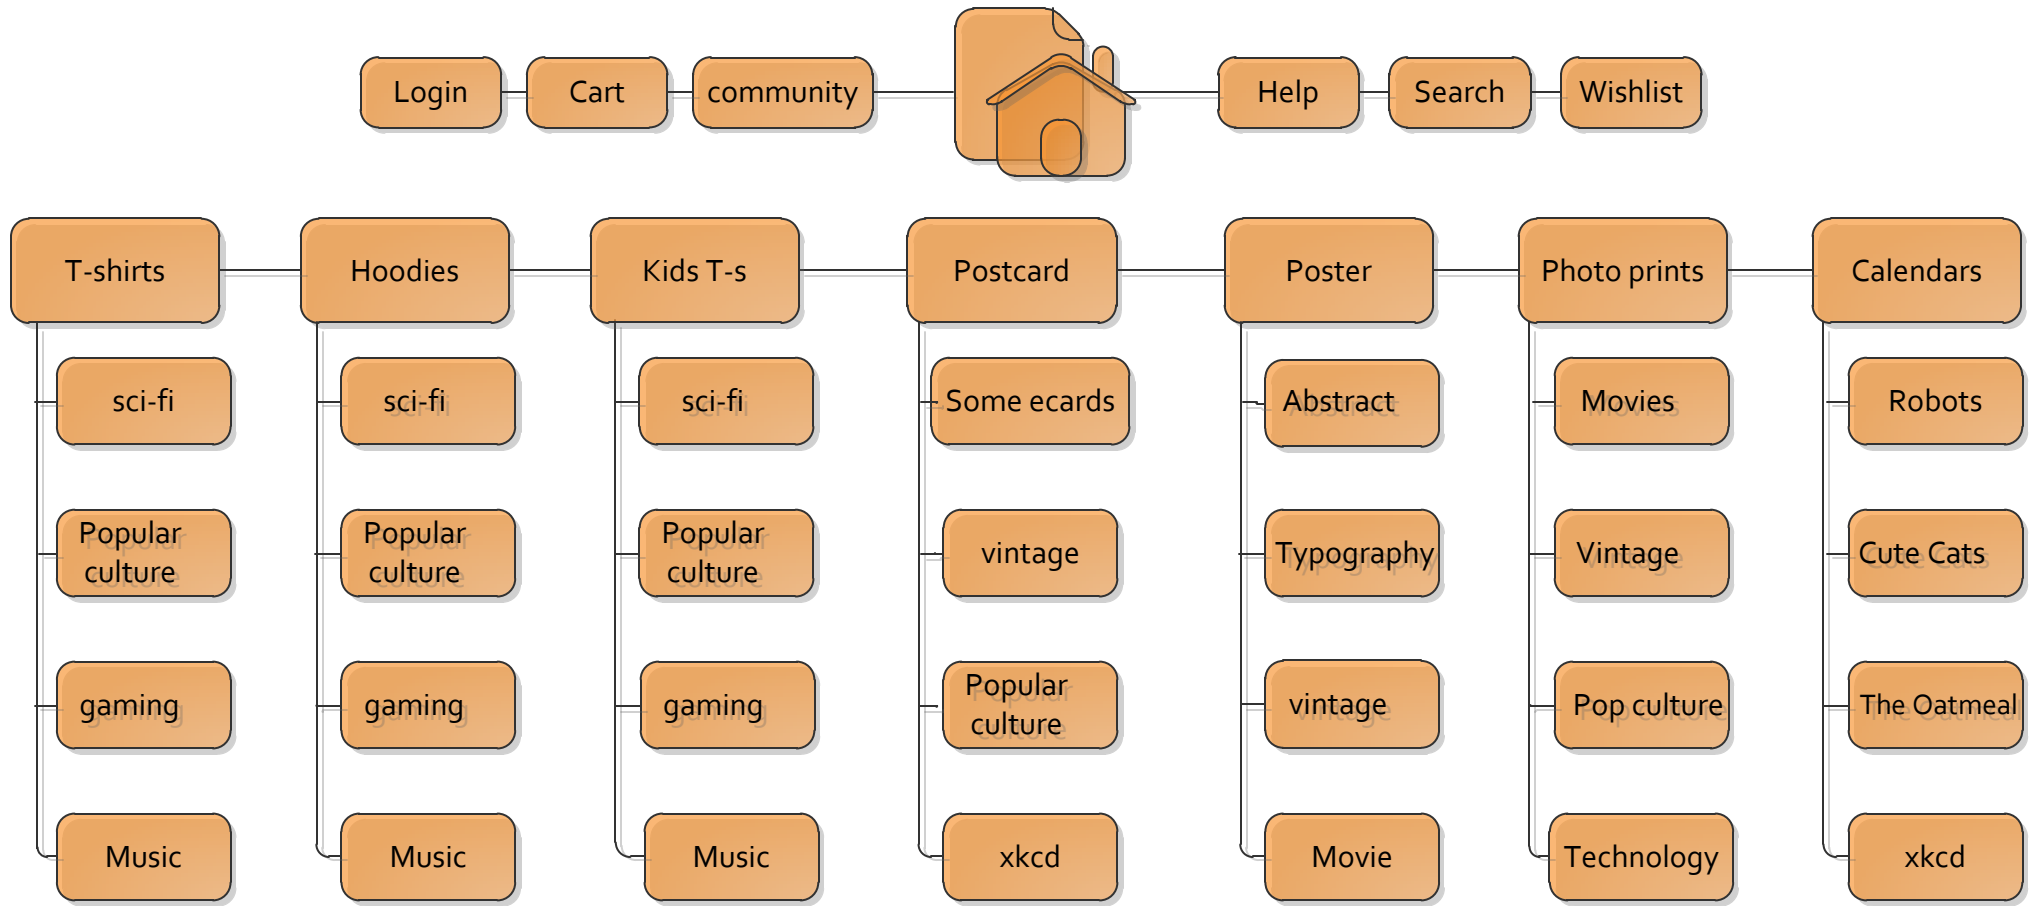 Login
Cart
community
Help
Search
Wishlist
T-shirts
Hoodies
Kids T-s
Postcard
Poster
Photo prints
Calendars
sci-fi
sci-fi
sci-fi
Some ecards
Abstract
Movies
Robots
Popular
culture
Popular
culture
Popular
culture
vintage
Typography
Vintage
Cute Cats
gaming
gaming
gaming
Popular
culture
vintage
Pop culture
The Oatmeal
Music
Music
Music
xkcd
Movie
Technology
xkcd